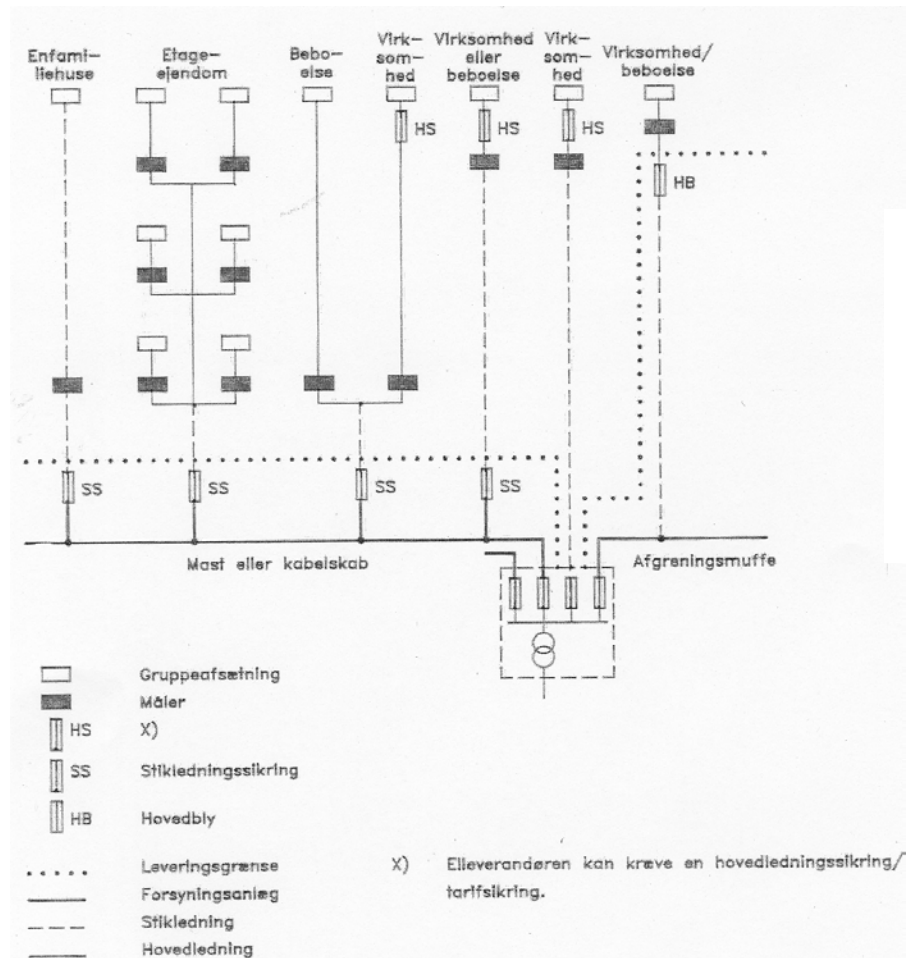 Enfami-
liehuse
Etage-
ejendom
Bebo-
else
Virk-
som-
hed
Virksomhed
eller
beboelse
Virk-
som-
hed
Virksomhed/
beboelse
HS
HS
HS
HB
SS
SS
SS
SS
Mast eller kabelskab
Afgreningsmuffe
Gruppeafsætning
Måler
HS X)
SS Stikledningssikring
HB Hovedbly
Leveringsgrænse
Forsyningsanlæg
Stikledning
Hovedledning
X) Elleverandøren kan kræve en hovedledningssikring/
tarifsikring.